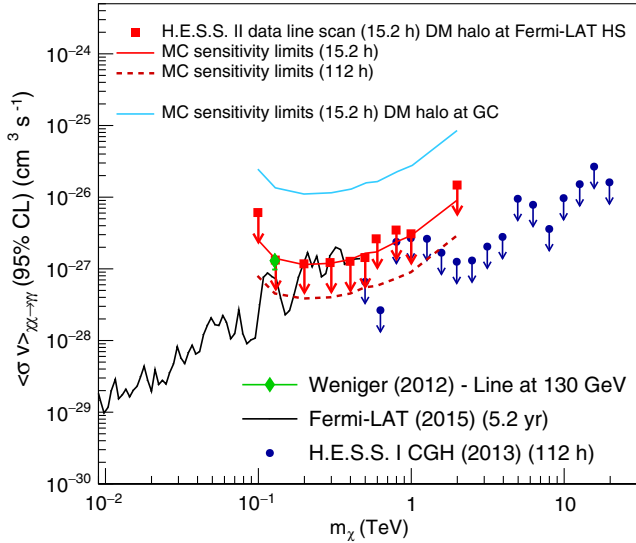 H.E.S.S. II data line scan (15.2 h) DM halo at Fermi-LAT HS
MC sensitivity limits (15.2 h)
MC sensitivity limits (112 h)
MC sensitivity limits (15.2 h) DM halo at GC
<σ v>χχ→γγ (95% CL) (cm³ s⁻¹)
10⁻²⁴
10⁻²⁵
10⁻²⁶
10⁻²⁷
10⁻²⁸
10⁻²⁹
10⁻³⁰
Weniger (2012) - Line at 130 GeV
Fermi-LAT (2015) (5.2 yr)
H.E.S.S. I CGH (2013) (112 h)
10⁻² 10⁻¹ 1 10
mχ (TeV)